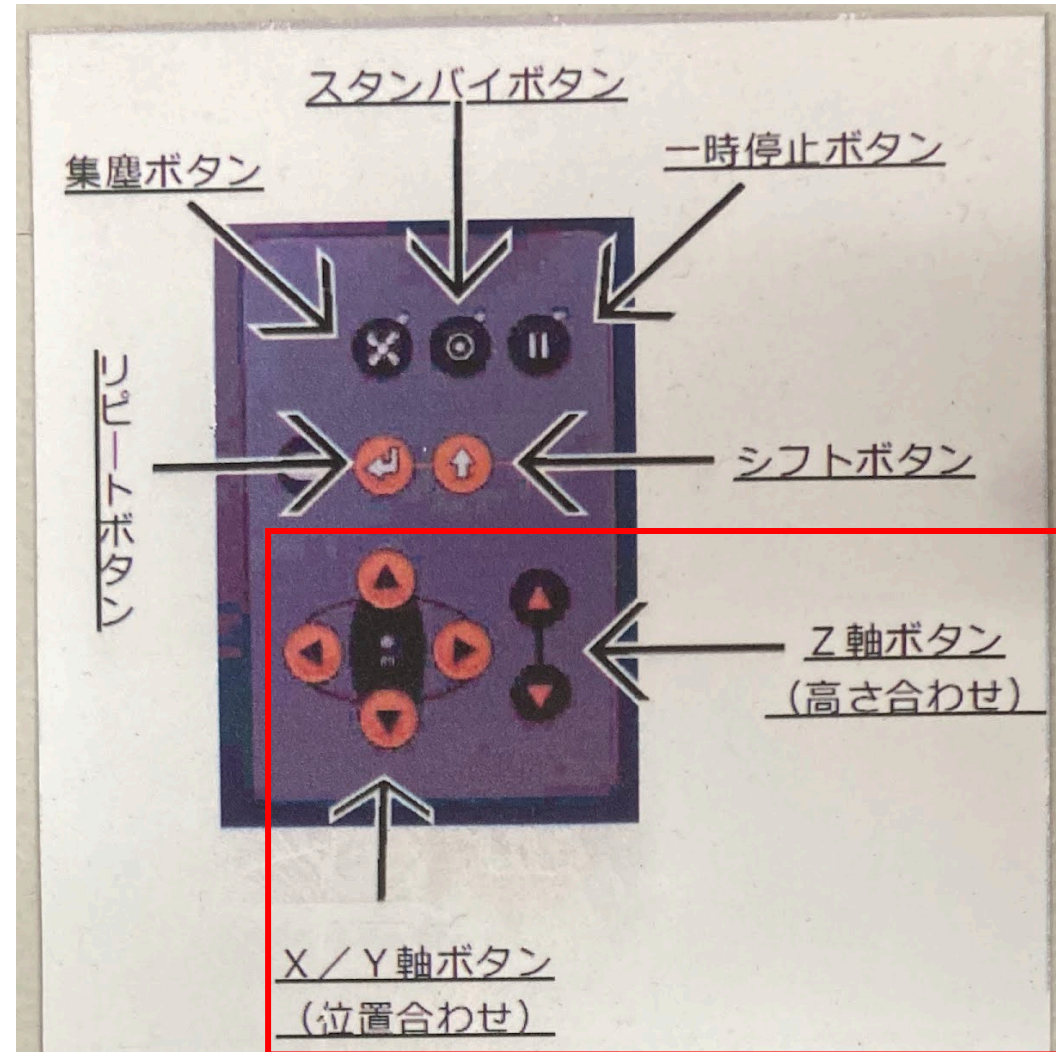 スタンバイボタン
一時停止ボタン
集塵ボタン
リピートボタン
シフトボタン
Z軸ボタン
(高さ合わせ)
X/Y軸ボタン
(位置合わせ)